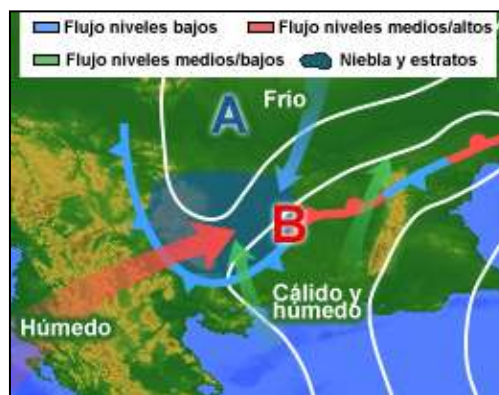 Flujo niveles bajos
Flujo niveles medios/altos
Flujo niveles medios/bajos
Niebla y estratos
A
Frío
B
Cálido y
húmedo
Húmedo